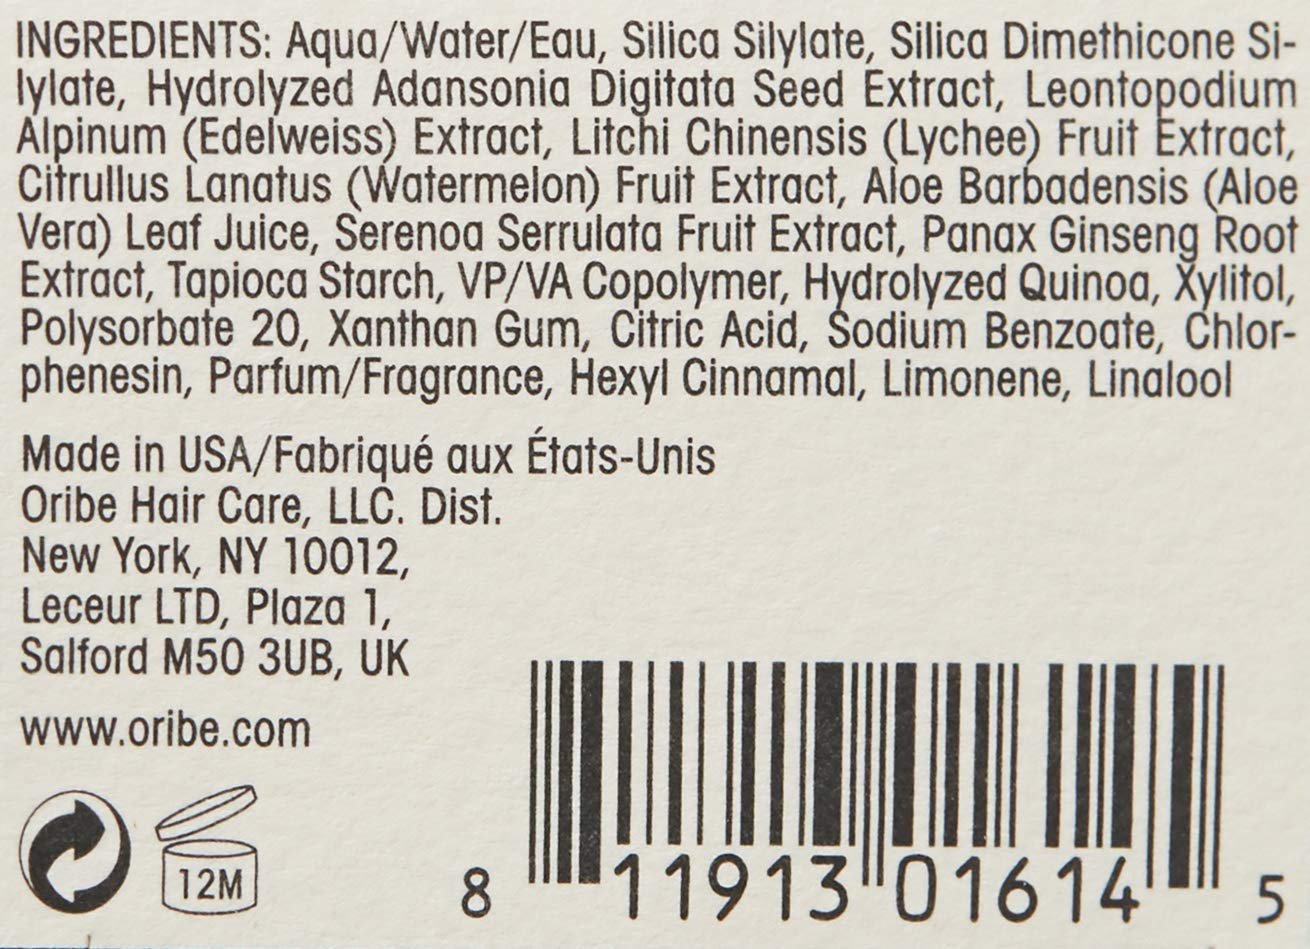 INGREDIENTS: Aqua/Water/Eau, Silica Silylate, Silica Dimethicone Si-
lylate, Hydrolyzed Adansonia Digitata Seed Extract, Leontopodium
Alpinum (Edelweiss) Extract, Litchi Chinensis (Lychee) Fruit Extract,
Citrullus Lanatus (Watermelon) Fruit Extract, Aloe Barbadensis (Aloe
Vera) Leaf Juice, Serenoa Serrulata Fruit Extract, Panax Ginseng Root
Extract, Tapioca Starch, VP/VA Copolymer, Hydrolyzed Quinoa, Xylitol,
Polysorbate 20, Xanthan Gum, Citric Acid, Sodium Benzoate, Chlor-
phenesin, Parfum/Fragrance, Hexyl Cinnamal, Limonene, Linalool
Made in USA/Fabriqué aux États-Unis
Oribe Hair Care, LLC. Dist.
New York, NY 10012,
Leceur LTD, Plaza 1,
Salford M50 3UB, UK
www.oribe.com
12M
8 11913 01614 5